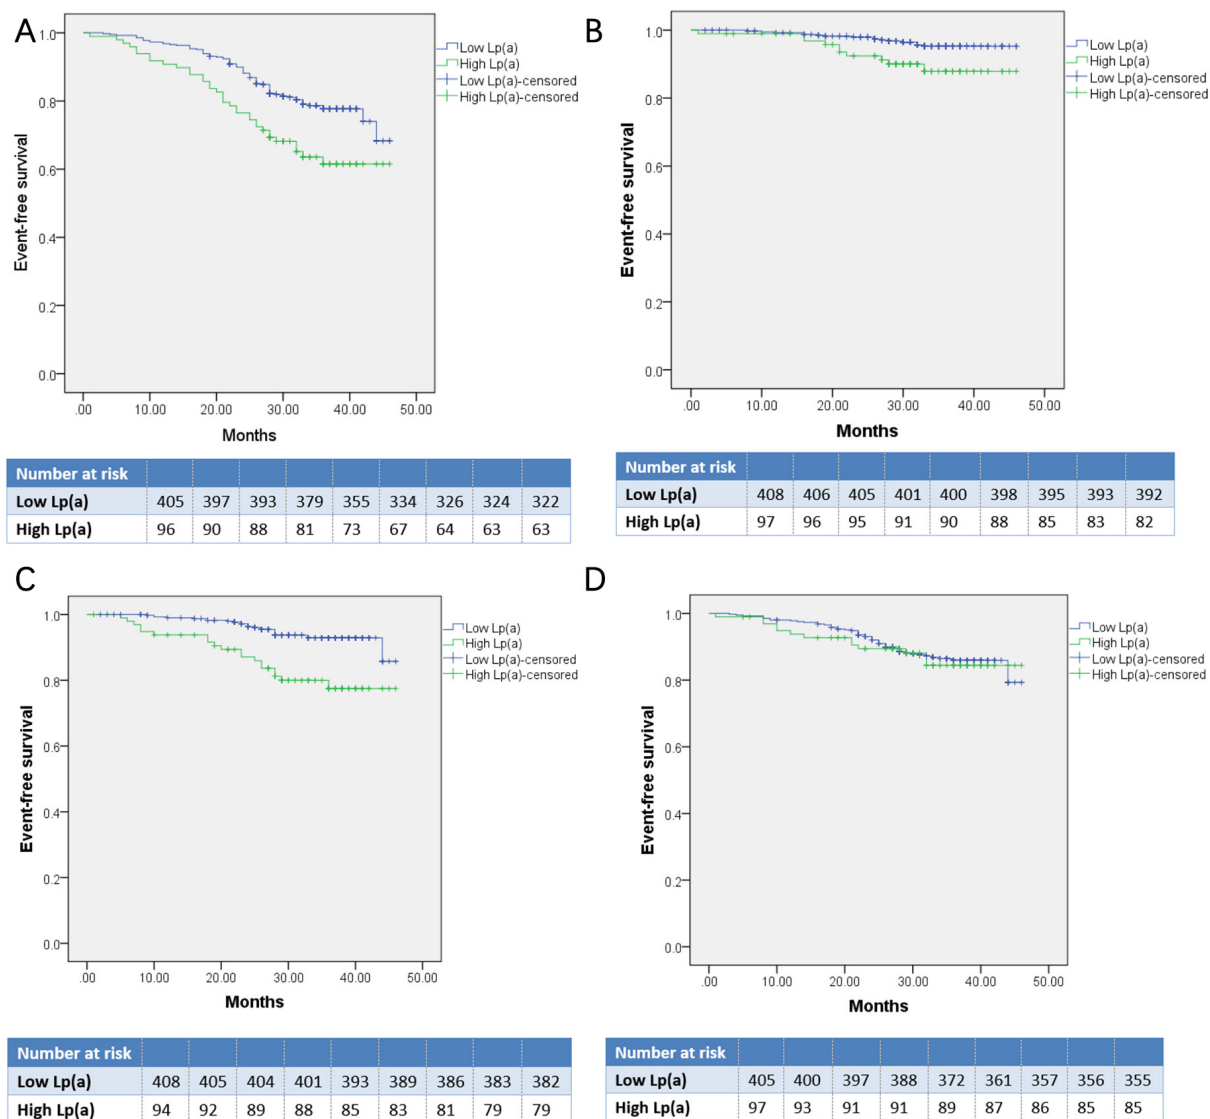 A
1.0
0.8
0.6
0.4
0.2
0.0
Event-free survival
.00 10.00 20.00 30.00 40.00 50.00
Months
Low Lp(a)
High Lp(a)
Low Lp(a)-censored
High Lp(a)-censored
Number at risk
Low Lp(a) 405 397 393 379 355 334 326 324 322
High Lp(a) 96 90 88 81 73 67 64 63 63
B
1.0
0.8
0.6
0.4
0.2
0.0
Event-free survival
.00 10.00 20.00 30.00 40.00 50.00
Months
Low Lp(a)
High Lp(a)
Low Lp(a)-censored
High Lp(a)-censored
Number at risk
Low Lp(a) 408 406 405 401 400 398 395 393 392
High Lp(a) 97 96 95 91 90 88 85 83 82
C
1.0
0.8
0.6
0.4
0.2
0.0
Event-free survival
.00 10.00 20.00 30.00 40.00 50.00
Months
Low Lp(a)
High Lp(a)
Low Lp(a)-censored
High Lp(a)-censored
Number at risk
Low Lp(a) 408 405 404 401 393 389 386 383 382
High Lp(a) 94 92 89 88 85 83 81 79 79
D
1.0
0.8
0.6
0.4
0.2
0.0
Event-free survival
.00 10.00 20.00 30.00 40.00 50.00
Months
Low Lp(a)
High Lp(a)
Low Lp(a)-censored
High Lp(a)-censored
Number at risk
Low Lp(a) 405 400 397 388 372 361 357 356 355
High Lp(a) 97 93 91 91 89 87 86 85 85